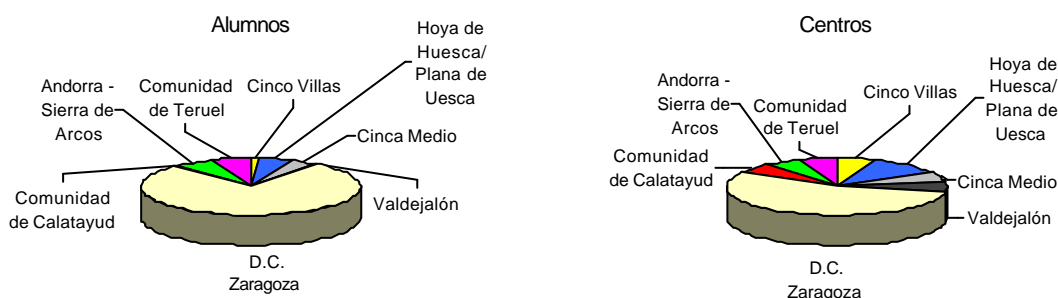 Alumnos
Hoya de
Huesca/
Plana de
Uesca
Andorra -
Sierra de
Arcos
Comunidad
de Teruel
Cinco Villas
Cinca Medio
Comunidad
de Calatayud
Valdejalón
D.C.
Zaragoza
Centros
Hoya de
Huesca/
Plana de
Uesca
Andorra -
Sierra de
Arcos
Cinco Villas
Comunidad
de Teruel
Comunidad
de Calatayud
Cinca Medio
Valdejalón
D.C.
Zaragoza